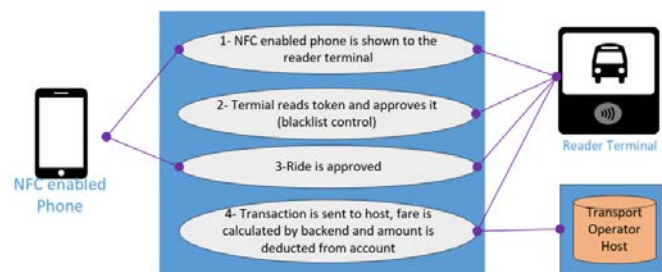 1- NFC enabled phone is shown to the
reader terminal
2- Termial reads token and approves it
(blacklist control)
3-Ride is approved
4- Transaction is sent to host, fare is
calculated by backend and amount is
deducted from account
NFC enabled
Phone
Reader Terminal
Transport
Operator
Host